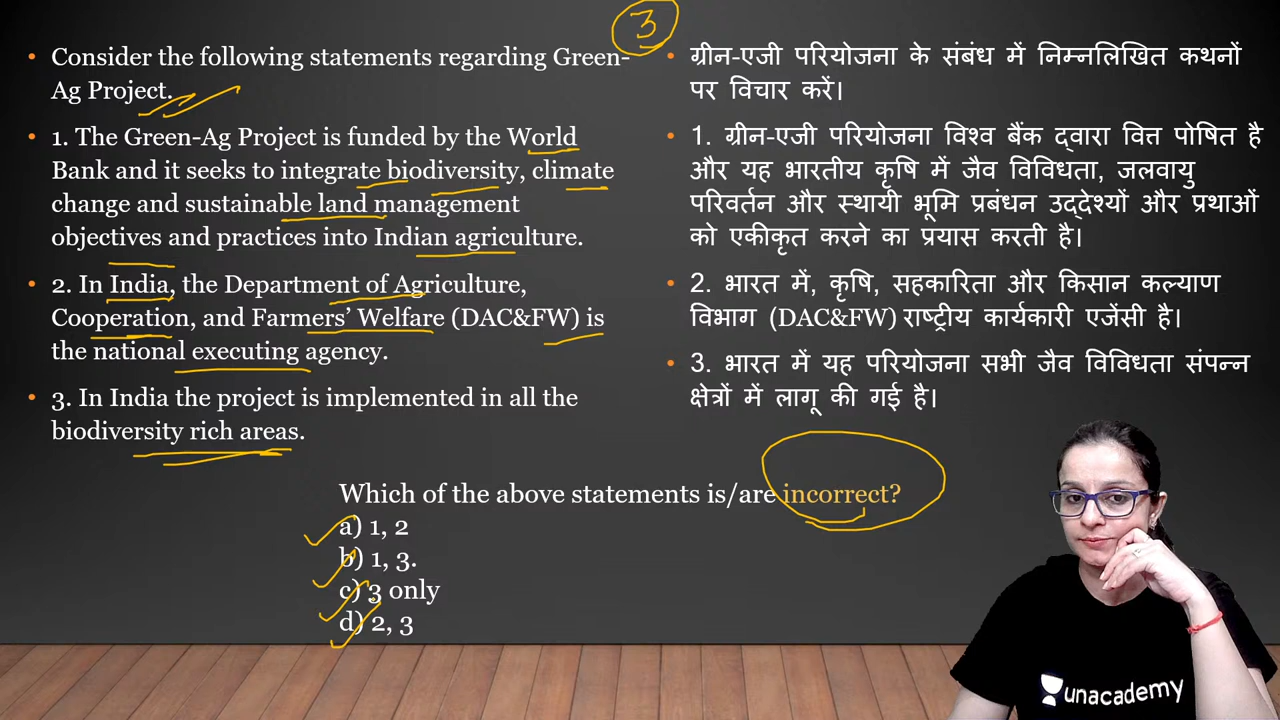 3
• Consider the following statements regarding Green-
Ag Project.
• 1. The Green-Ag Project is funded by the World
Bank and it seeks to integrate biodiversity, climate
change and sustainable land management
objectives and practices into Indian agriculture.
• 2. In India, the Department of Agriculture,
Cooperation, and Farmers’ Welfare (DAC&FW) is
the national executing agency.
• 3. In India the project is implemented in all the
biodiversity rich areas.
• ग्रीन-एजी परियोजना के संबंध में निम्नलिखित कथनों
पर विचार करें।
• 1. ग्रीन-एजी परियोजना विश्व बैंक द्वारा वित्त पोषित है
और यह भारतीय कृषि में जैव विविधता, जलवायु
परिवर्तन और स्थायी भूमि प्रबंधन उद्देश्यों और प्रथाओं
को एकीकृत करने का प्रयास करती है।
• 2. भारत में, कृषि, सहकारिता और किसान कल्याण
विभाग (DAC&FW) राष्ट्रीय कार्यकारी एजेंसी है।
• 3. भारत में यह परियोजना सभी जैव विविधता संपन्न
क्षेत्रों में लागू की गई है।
Which of the above statements is/are incorrect?
a) 1, 2
b) 1, 3.
c) 3 only
d) 2, 3
unacademy